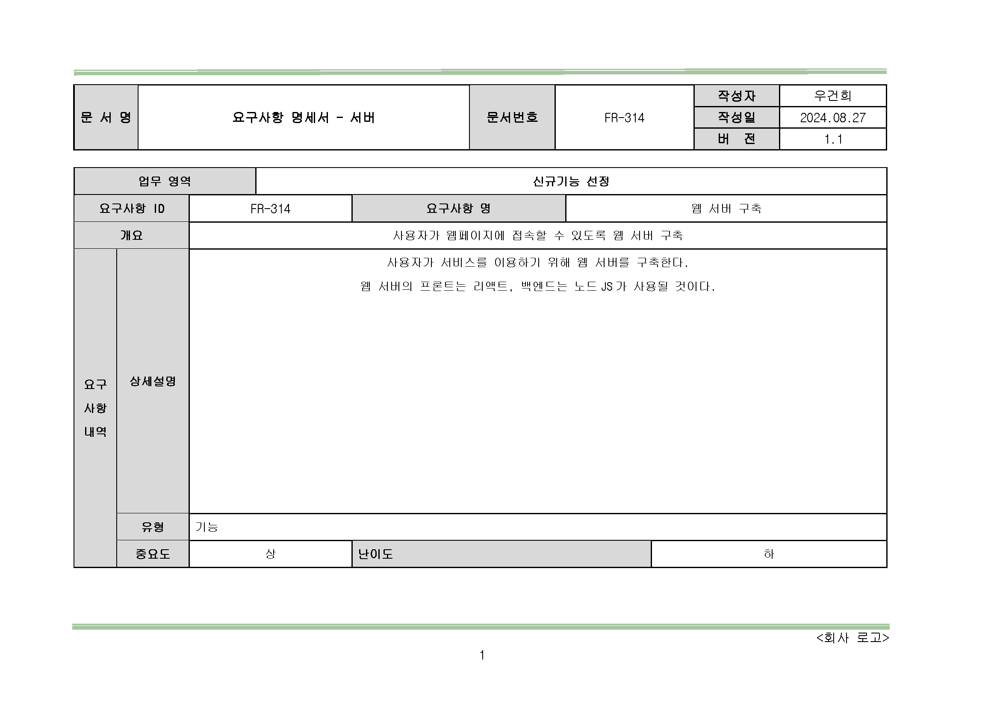 문 서 명
요구사항 명세서 - 서버
문서번호
FR-314
작성자
우건희
작성일
2024.08.27
버 전
1.1
업무 영역
신규기능 선정
요구사항 ID
FR-314
요구사항 명
웹 서버 구축
개요
사용자가 웹페이지에 접속할 수 있도록 웹 서버 구축
요구
사항
내역
상세설명
사용자가 서비스를 이용하기 위해 웹 서버를 구축한다.
웹 서버의 프론트는 리액트, 백엔드는 노드JS가 사용될 것이다.
유형
기능
중요도
상
난이도
하
<회사 로고>
1